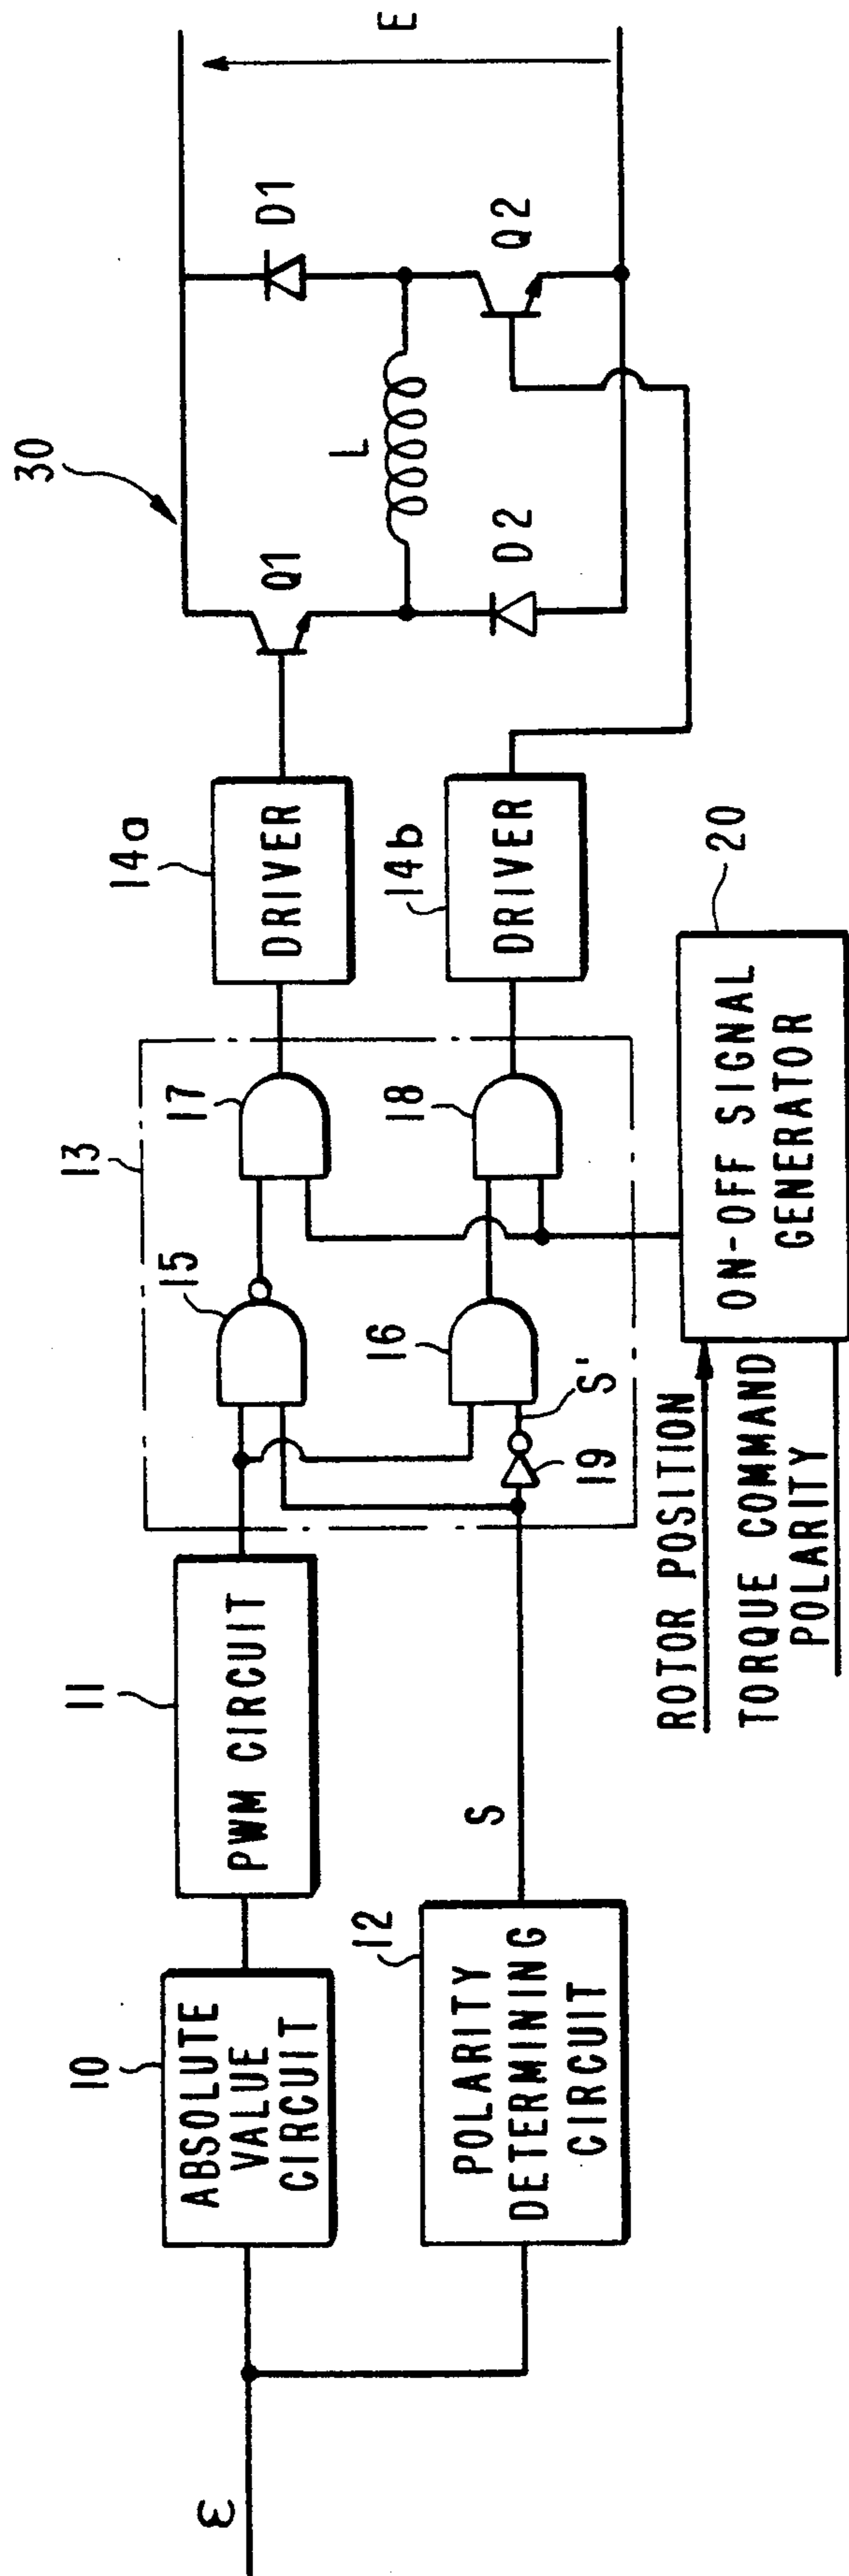 ε
10
ABSOLUTE
VALUE
CIRCUIT
11
PWM CIRCUIT
12
POLARITY
DETERMINING
CIRCUIT
S
13
15
16
17
18
19
S'
14a
DRIVER
14b
DRIVER
20
ON-OFF SIGNAL
GENERATOR
ROTOR POSITION
TORQUE COMMAND
POLARITY
30
Q1
L
D1
D2
Q2
E